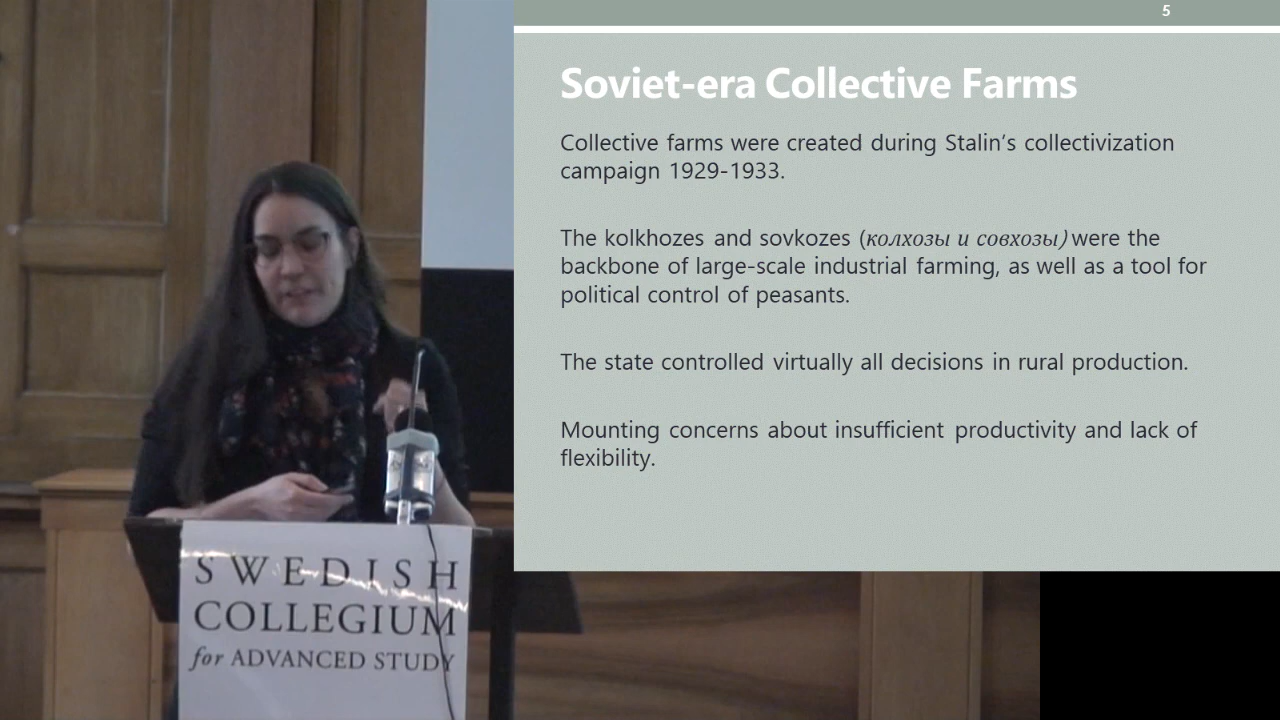 5
Soviet-era Collective Farms
Collective farms were created during Stalin's collectivization
campaign 1929-1933.
The kolkhozes and sovkozes (колхозы и совхозы) were the
backbone of large-scale industrial farming, as well as a tool for
political control of peasants.
The state controlled virtually all decisions in rural production.
Mounting concerns about insufficient productivity and lack of
flexibility.
SWEDISH
COLLEGIUM
for ADVANCED STUDY